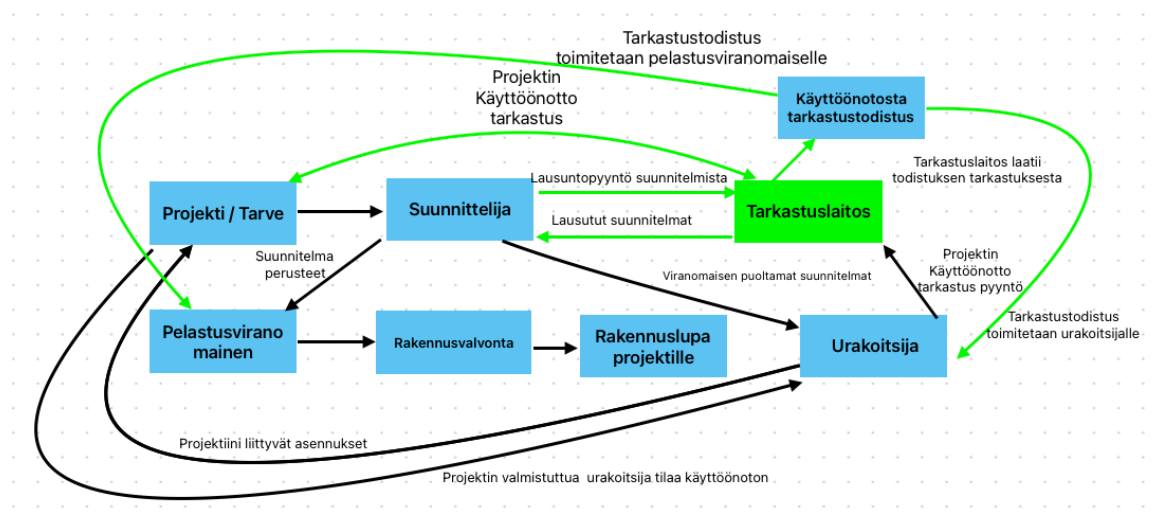 Tarkastustodistus
toimitetaan pelastusviranomaiselle
Projektin
Käyttöönotto
tarkastus
Käyttöönotosta
tarkastustodistus
Tarkastuslaitos laatii
todistuksen tarkastuksesta
Lausuntopyyntö suunnitelmista
Projekti / Tarve
Suunnittelija
Tarkastuslaitos
Lausutut suunnitelmat
Suunnitelma
perusteet
Viranomaisen puoltamat suunnitelmat
Projektin
Käyttöönotto
tarkastus pyyntö
Pelastusvirano
mainen
Rakennusvalvonta
Rakennuslupa
projektille
Urakoitsija
Tarkastustodistus
toimitetaan urakoitsijalle
Projektiini liittyvät asennukset
Projektin valmistuttua urakoitsija tilaa käyttöönoton